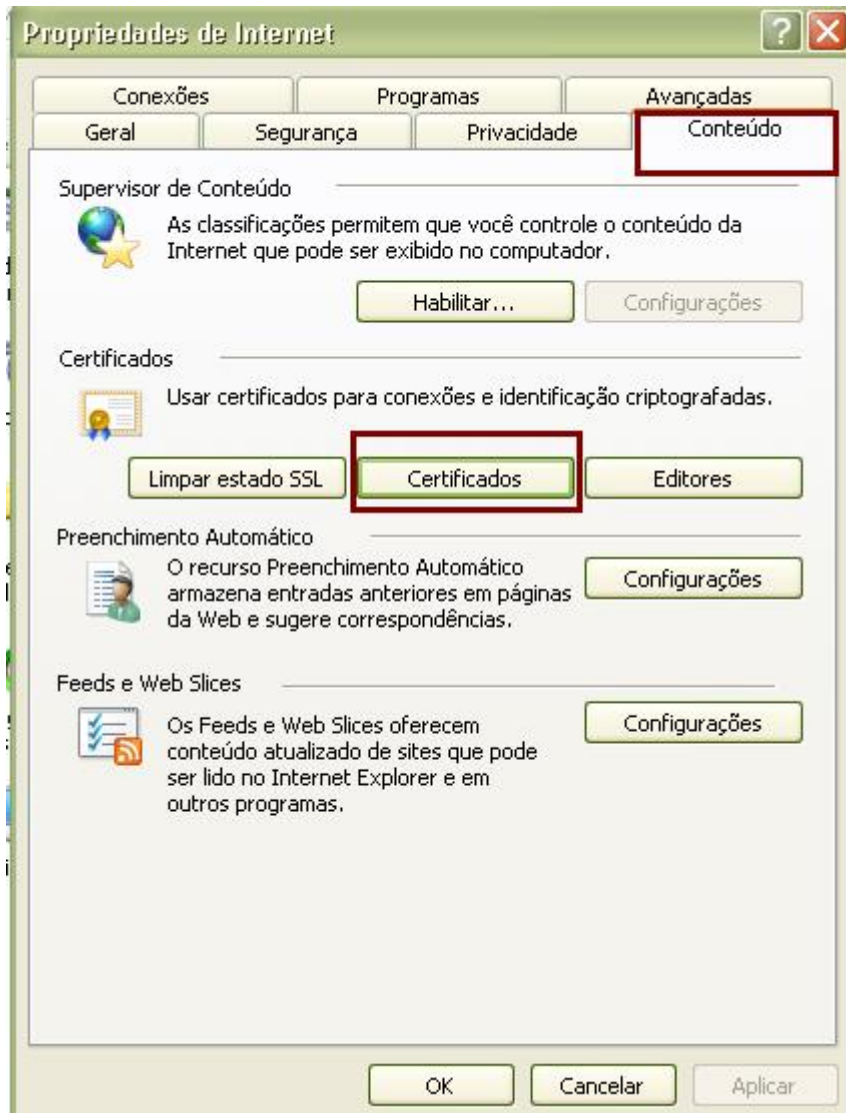 Propriedades de Internet
Conexões Programas Avançadas
Geral Segurança Privacidade Conteúdo
Supervisor de Conteúdo
As classificações permitem que você controle o conteúdo da
Internet que pode ser exibido no computador.
Habilitar... Configurações
Certificados
Usar certificados para conexões e identificação criptografadas.
Limpar estado SSL Certificados Editores
Preenchimento Automático
O recurso Preenchimento Automático
armazena entradas anteriores em páginas
da Web e sugere correspondências.
Configurações
Feeds e Web Slices
Os Feeds e Web Slices oferecem
conteúdo atualizado de sites que pode
ser lido no Internet Explorer e em
outros programas.
Configurações
OK Cancelar Aplicar